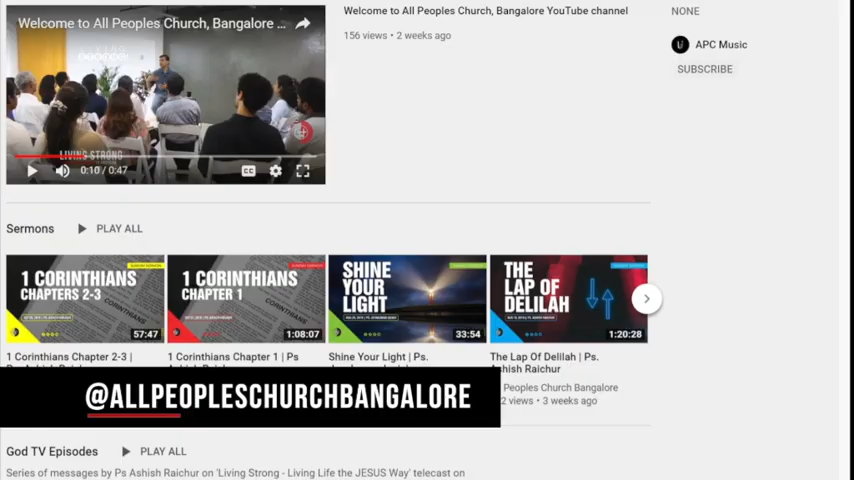 Welcome to All Peoples Church, Bangalore ...
LIVING STRONG
0:10 / 0:47
CC
Welcome to All Peoples Church, Bangalore YouTube channel
156 views • 2 weeks ago
NONE
APC Music
SUBSCRIBE
Sermons
PLAY ALL
1 CORINTHIANS
CHAPTERS 2-3
57:47
1 CORINTHIANS
CHAPTER 1
1:08:07
SHINE
YOUR
LIGHT
33:54
THE
LAP OF
DELILAH
1:20:28
1 Corinthians Chapter 2-3 |
1 Corinthians Chapter 1 | Ps
Shine Your Light | Ps.
The Lap Of Delilah | Ps.
Ashish Raichur
Peoples Church Bangalore
2 views • 3 weeks ago
@ALLPEOPLESCHURCHBANGALORE
God TV Episodes
PLAY ALL
Series of messages by Ps Ashish Raichur on 'Living Strong - Living Life the JESUS Way' telecast on